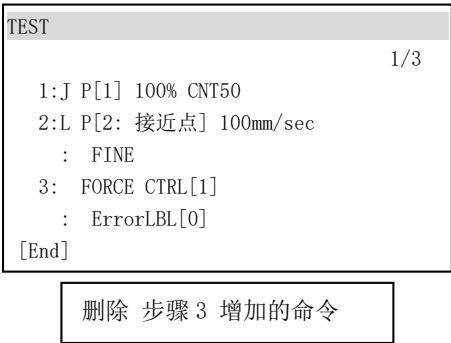 TEST
1/3
1:J P[1] 100% CNT50
2:L P[2: 接近点] 100mm/sec
: FINE
3: FORCE CTRL[1]
: ErrorLBL[0]
[End]
删除 步骤 3 增加的命令